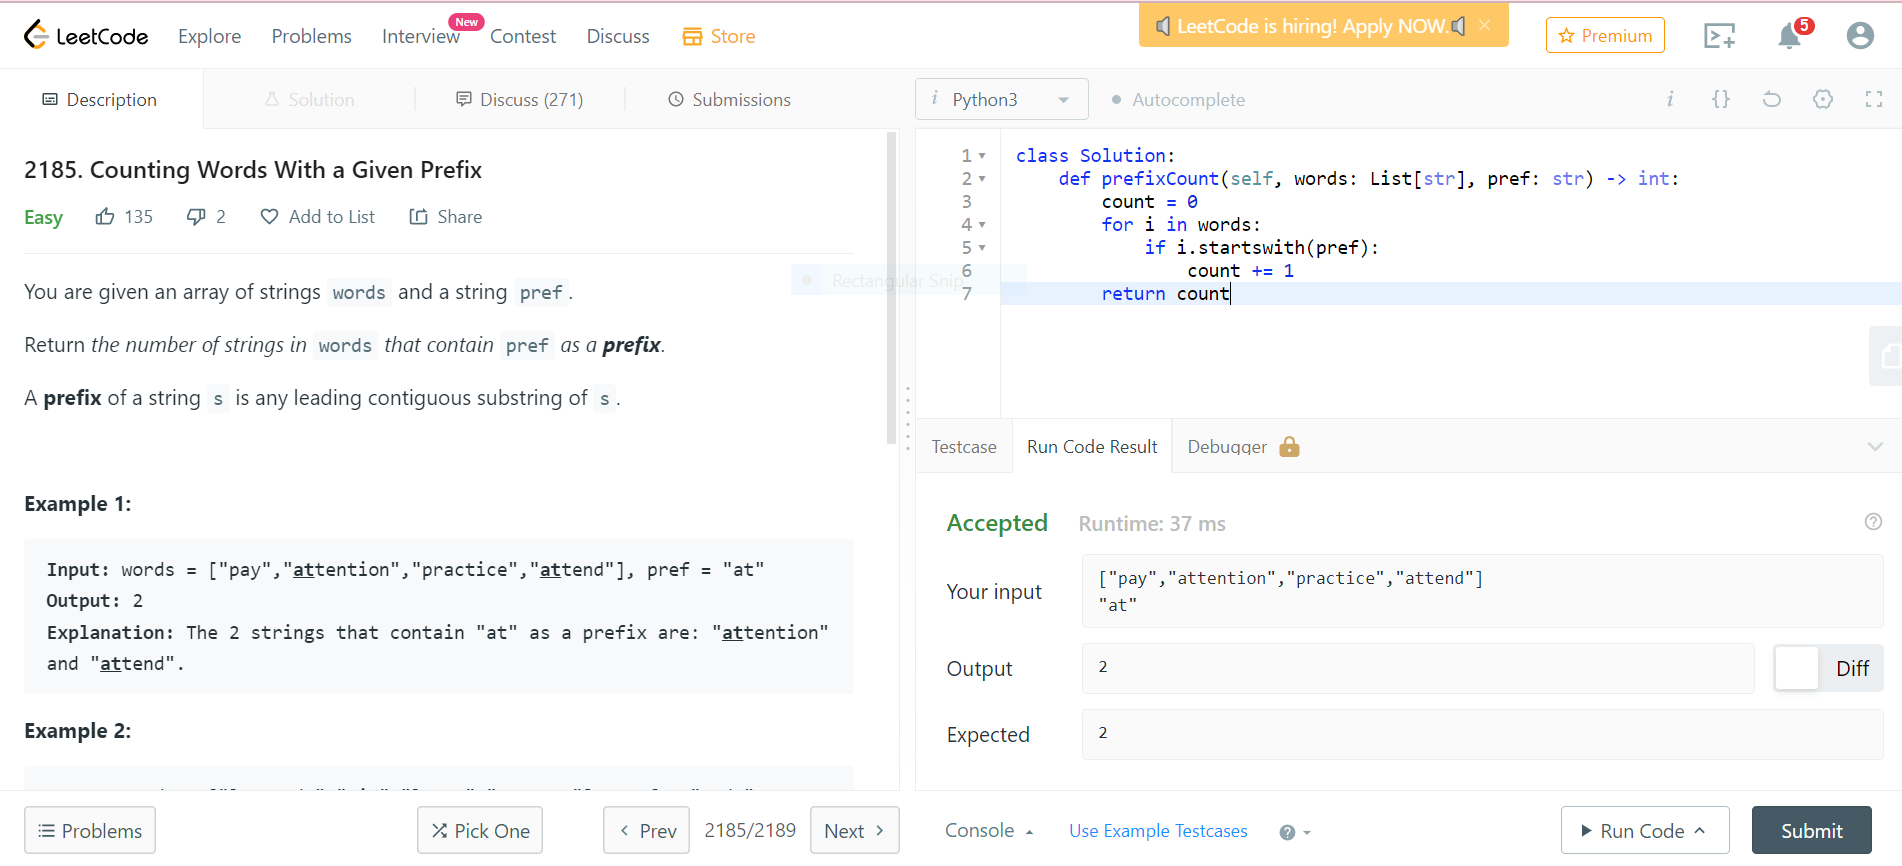 LeetCode Explore Problems Interview New Contest Discuss Store
LeetCode is hiring! Apply NOW.
Premium
5
Description Solution Discuss (271) Submissions
2185. Counting Words With a Given Prefix
Easy 135 2 Add to List Share
You are given an array of strings words and a string pref.
Return the number of strings in words that contain pref as a prefix.
A prefix of a string s is any leading contiguous substring of s.
Example 1:
Input: words = ["pay","attention","practice","attend"], pref = "at"
Output: 2
Explanation: The 2 strings that contain "at" as a prefix are: "attention"
and "attend".
Example 2:
Problems Pick One Prev 2185/2189 Next
Rectangular Snip
i Python3 Autocomplete i {}
1 class Solution:
2 def prefixCount(self, words: List[str], pref: str) -> int:
3 count = 0
4 for i in words:
5 if i.startswith(pref):
6 count += 1
7 return count
Testcase Run Code Result Debugger
Accepted Runtime: 37 ms
Your input
["pay","attention","practice","attend"]
"at"
Output 2 Diff
Expected 2
Console Use Example Testcases Run Code Submit